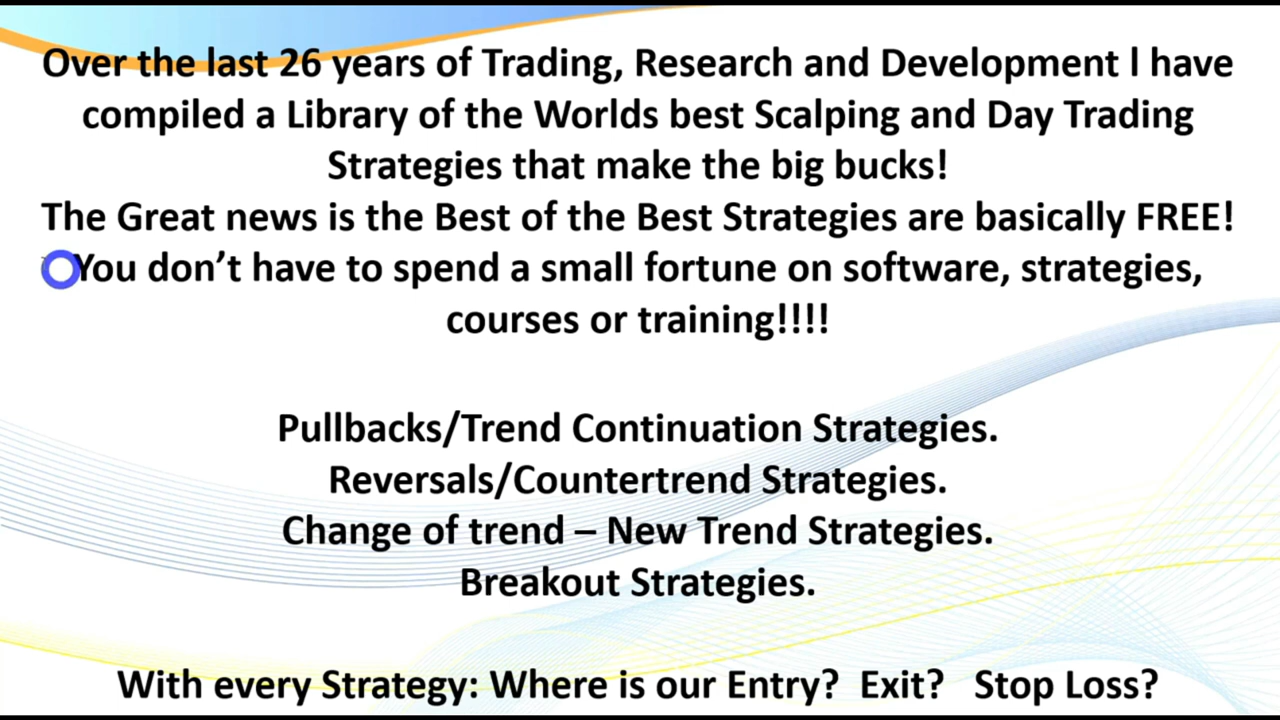 Over the last 26 years of Trading, Research and Development l have
compiled a Library of the Worlds best Scalping and Day Trading
Strategies that make the big bucks!
The Great news is the Best of the Best Strategies are basically FREE!
You don’t have to spend a small fortune on software, strategies,
courses or training!!!!
Pullbacks/Trend Continuation Strategies.
Reversals/Countertrend Strategies.
Change of trend – New Trend Strategies.
Breakout Strategies.
With every Strategy: Where is our Entry? Exit? Stop Loss?